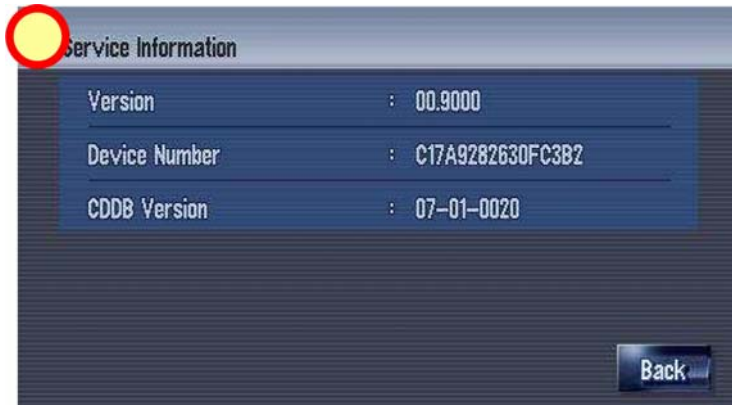 Service Information
Version : 00.9000
Device Number : C17A9282630FC3B2
CDDB Version : 07-01-0020
Back